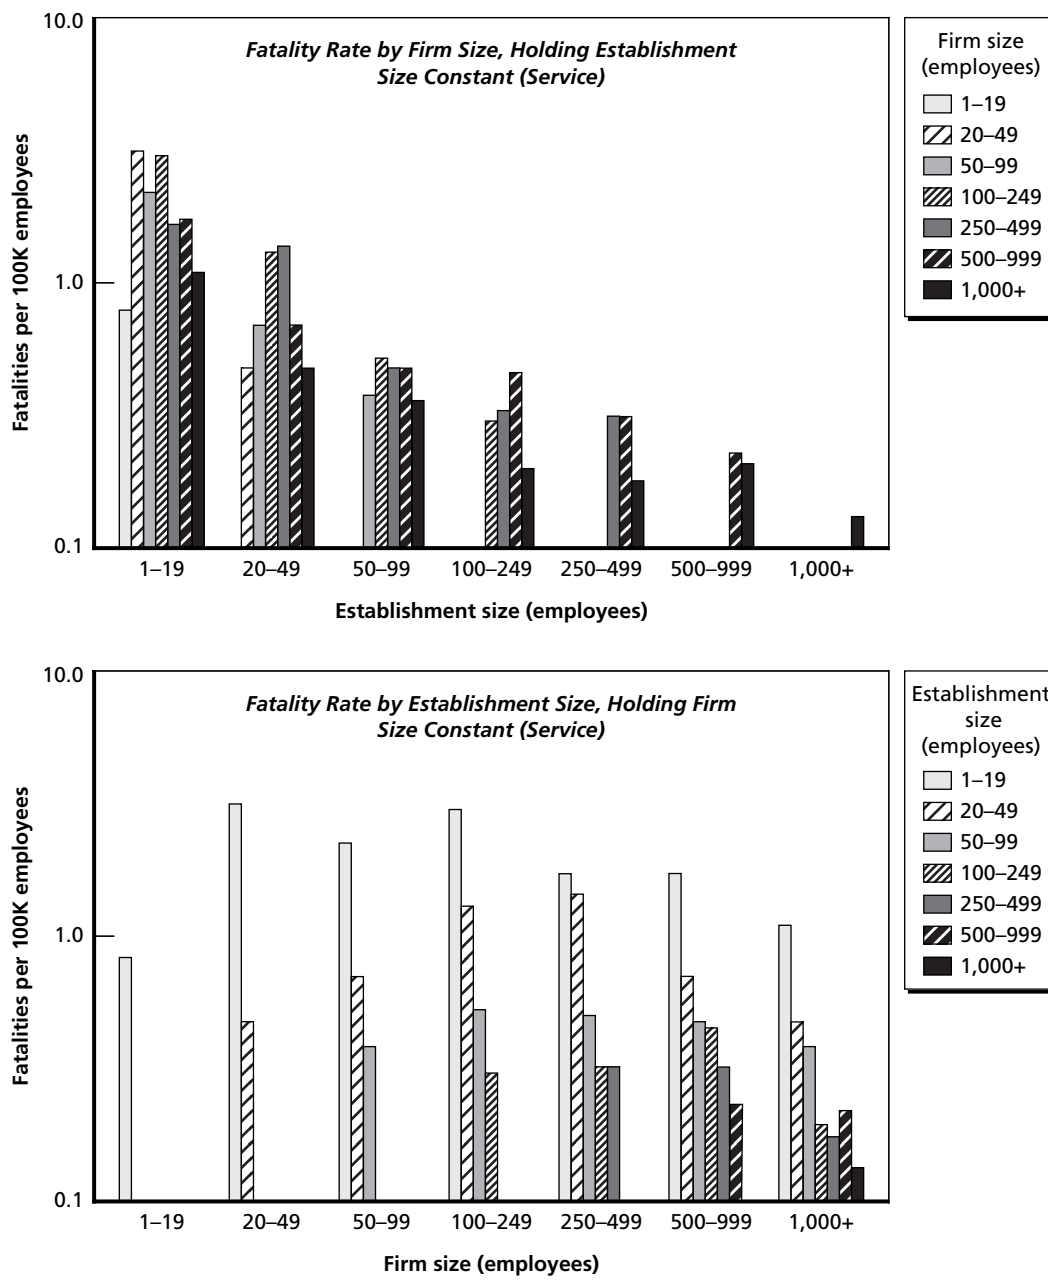 Fatality Rate by Firm Size, Holding Establishment
Size Constant (Service)
Fatalities per 100K employees
10.0
1.0
0.1
1–19
20–49
50–99
100–249
250–499
500–999
1,000+
Establishment size (employees)
Firm size
(employees)
1–19
20–49
50–99
100–249
250–499
500–999
1,000+
Fatality Rate by Establishment Size, Holding Firm
Size Constant (Service)
Fatalities per 100K employees
10.0
1.0
0.1
1–19
20–49
50–99
100–249
250–499
500–999
1,000+
Firm size (employees)
Establishment
size
(employees)
1–19
20–49
50–99
100–249
250–499
500–999
1,000+